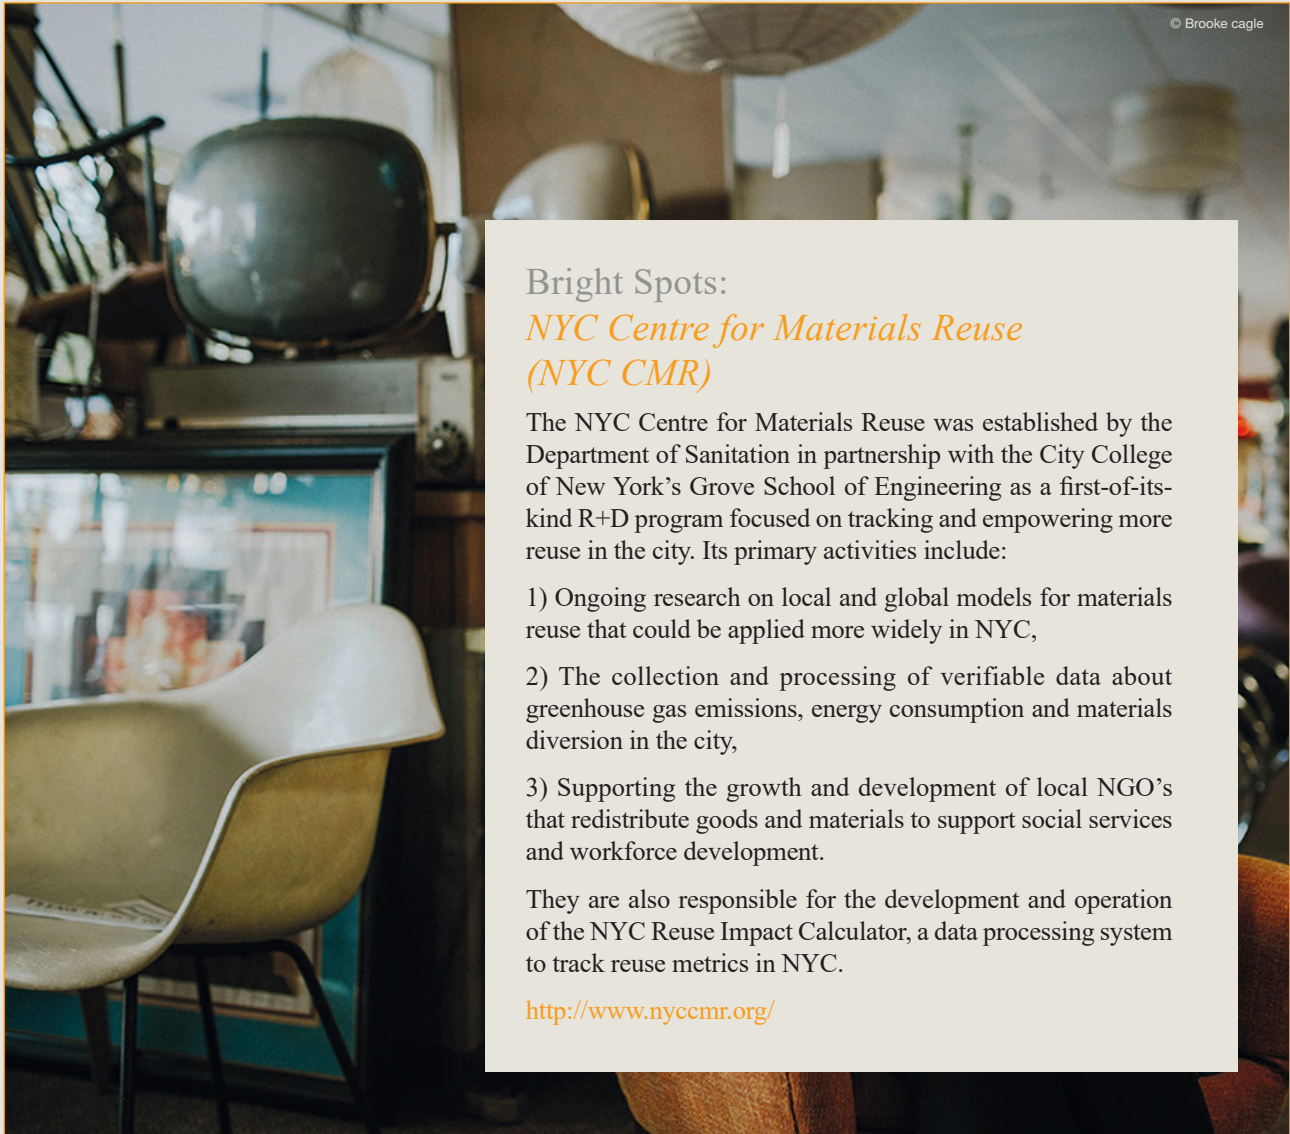 © Brooke cagle
Bright Spots:
NYC Centre for Materials Reuse
(NYC CMR)
The NYC Centre for Materials Reuse was established by the
Department of Sanitation in partnership with the City College
of New York’s Grove School of Engineering as a first-of-its-
kind R+D program focused on tracking and empowering more
reuse in the city. Its primary activities include:
1) Ongoing research on local and global models for materials
reuse that could be applied more widely in NYC,
2) The collection and processing of verifiable data about
greenhouse gas emissions, energy consumption and materials
diversion in the city,
3) Supporting the growth and development of local NGO’s
that redistribute goods and materials to support social services
and workforce development.
They are also responsible for the development and operation
of the NYC Reuse Impact Calculator, a data processing system
to track reuse metrics in NYC.
http://www.nyccmr.org/